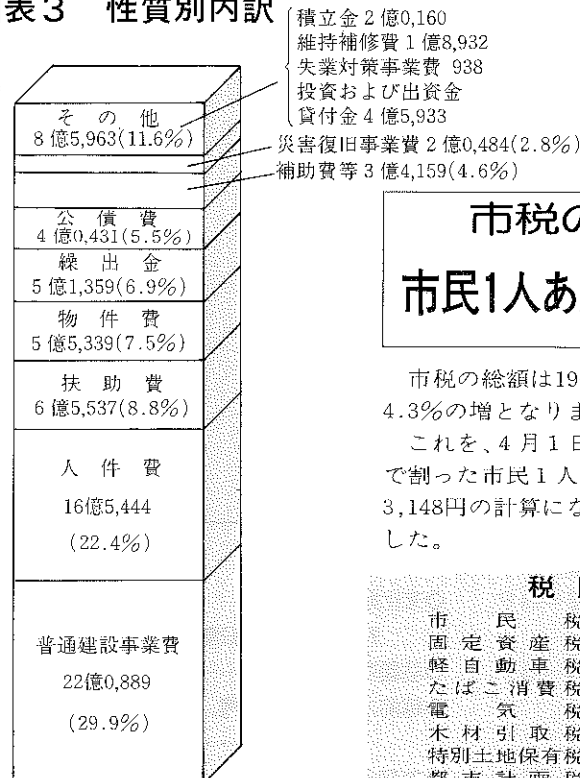 表3 性質別内訳
積立金2億0,160
維持補修費1億8,932
失業対策事業費 938
投資および出資金
貸付金4億5,933
その他
8億5,963(11.6%)
災害復旧事業費2億0,484(2.8%)
補助費等3億4,159(4.6%)
公債費
4億0,431(5.5%)
繰出金
5億1,359(6.9%)
物件費
5億5,339(7.5%)
扶助費
6億5,537(8.8%)
人件費
16億5,444
(22.4%)
普通建設事業費
22億0,889
(29.9%)
市税の
市民1人あ
市税の総額は19
4.3%の増となりま
これを、4月1日
で割った市民1人
3,148円の計算にな
した。
税
市民税
固定資産税
軽自動車税
たばこ消費税
電気税
木材引取税
特別土地保有税
都市計画